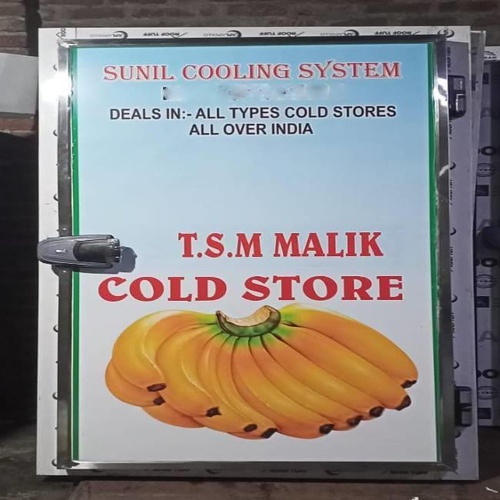 SUNIL COOLING SYSTEM
DEALS IN:- ALL TYPES COLD STORES
ALL OVER INDIA
T.S.M MALIK
COLD STORE